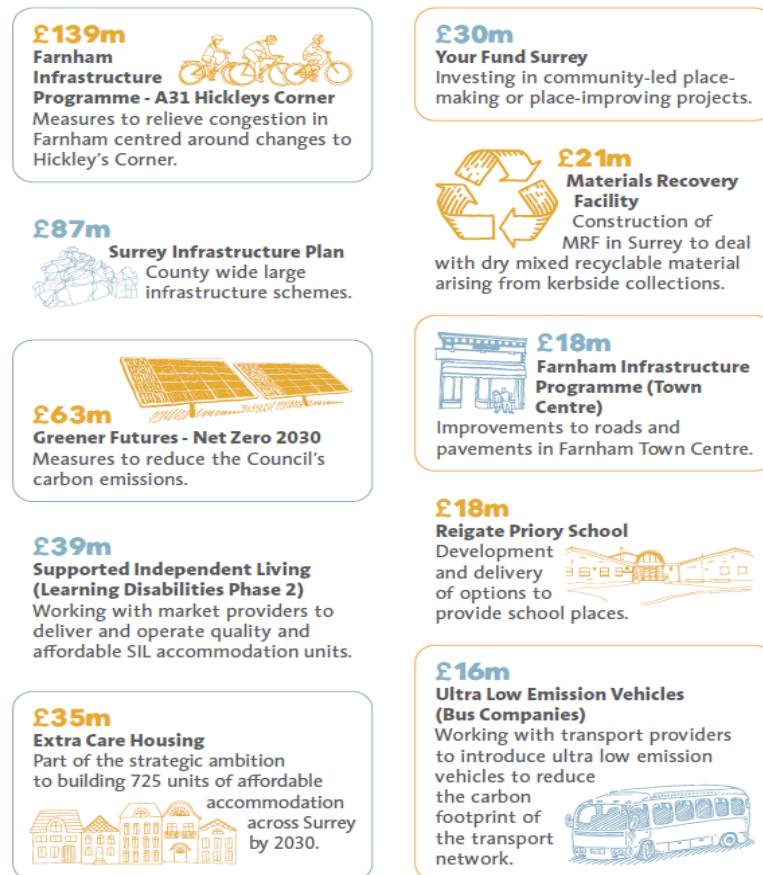 £139m
Farnham
Infrastructure
Programme - A31 Hickleys Corner
Measures to relieve congestion in
Farnham centred around changes to
Hickley's Corner.
£87m
Surrey Infrastructure Plan
County wide large
infrastructure schemes.
£63m
Greener Futures - Net Zero 2030
Measures to reduce the Council's
carbon emissions.
£39m
Supported Independent Living
(Learning Disabilities Phase 2)
Working with market providers to
deliver and operate quality and
affordable SIL accommodation units.
£35m
Extra Care Housing
Part of the strategic ambition
to building 725 units of affordable
accommodation
across Surrey
by 2030.
£30m
Your Fund Surrey
Investing in community-led place-
making or place-improving projects.
£21m
Materials Recovery
Facility
Construction of
MRF in Surrey to deal
with dry mixed recyclable material
arising from kerbside collections.
£18m
Farnham Infrastructure
Programme (Town
Centre)
Improvements to roads and
pavements in Farnham Town Centre.
£18m
Reigate Priory School
Development
and delivery
of options to
provide school places.
£16m
Ultra Low Emission Vehicles
(Bus Companies)
Working with transport providers
to introduce ultra low emission
vehicles to reduce
the carbon
footprint of
the transport
network.